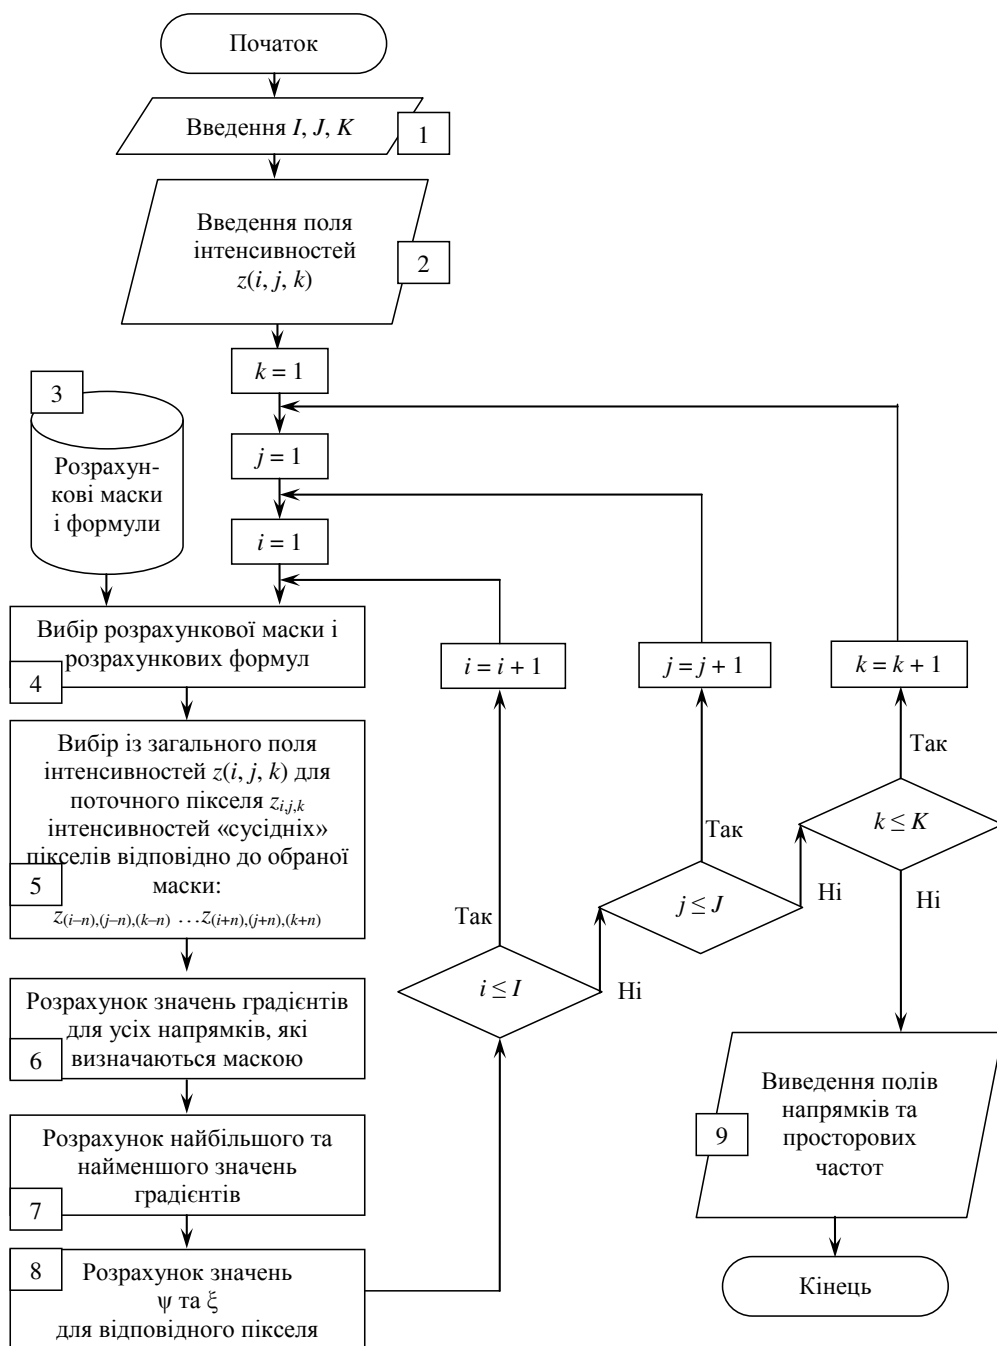 Початок
Введення I, J, K
1
Введення поля
інтенсивностей
z(i, j, k)
2
k = 1
3
Розрахун-
кові маски
і формули
j = 1
i = 1
Вибір розрахункової маски і
розрахункових формул
4
i = i + 1
j = j + 1
k = k + 1
Вибір із загального поля
інтенсивностей z(i, j, k) для
поточного пікселя z_{i,j,k}
інтенсивностей «сусідніх»
пікселів відповідно до обраної
маски:
z_{(i–n),(j–n),(k–n)} …z_{(i+n),(j+n),(k+n)}
5
Так
k ≤ K
Ні
Так
j ≤ J
Ні
Так
i ≤ I
Ні
Розрахунок значень градієнтів
для усіх напрямків, які
визначаються маскою
6
Розрахунок найбільшого та
найменшого значень
градієнтів
7
8
Розрахунок значень
ψ та ξ
для відповідного пікселя
Виведення полів
напрямків та
просторових
частот
9
Кінець